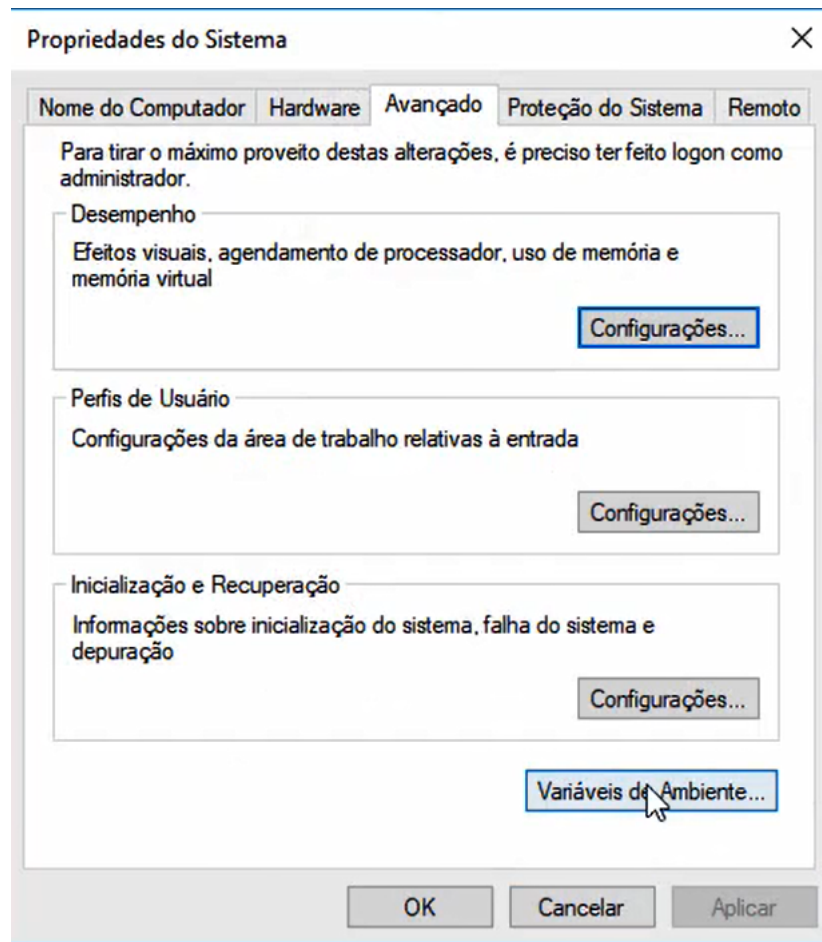 Propriedades do Sistema
Nome do Computador Hardware Avançado Proteção do Sistema Remoto
Para tirar o máximo proveito destas alterações, é preciso ter feito logon como
administrador.
Desempenho
Efeitos visuais, agendamento de processador, uso de memória e
memória virtual
Configurações...
Perfis de Usuário
Configurações da área de trabalho relativas à entrada
Configurações...
Inicialização e Recuperação
Informações sobre inicialização do sistema, falha do sistema e
depuração
Configurações...
Variáveis de Ambiente...
OK Cancelar Aplicar